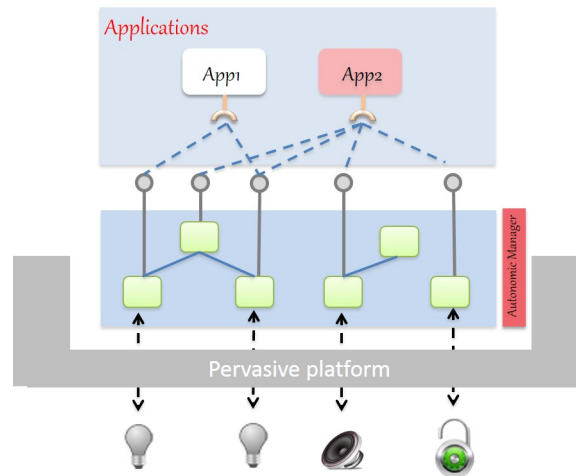 Applications
App1
App2
Autonomic Manager
Pervasive platform